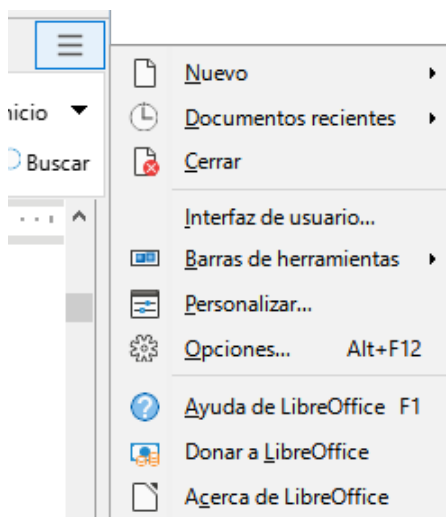 nicio
Buscar
Nuevo
Documentos recientes
Cerrar
Interfaz de usuario...
Barras de herramientas
Personalizar...
Opciones... Alt+F12
Ayuda de LibreOffice F1
Donar a LibreOffice
Acerca de LibreOffice